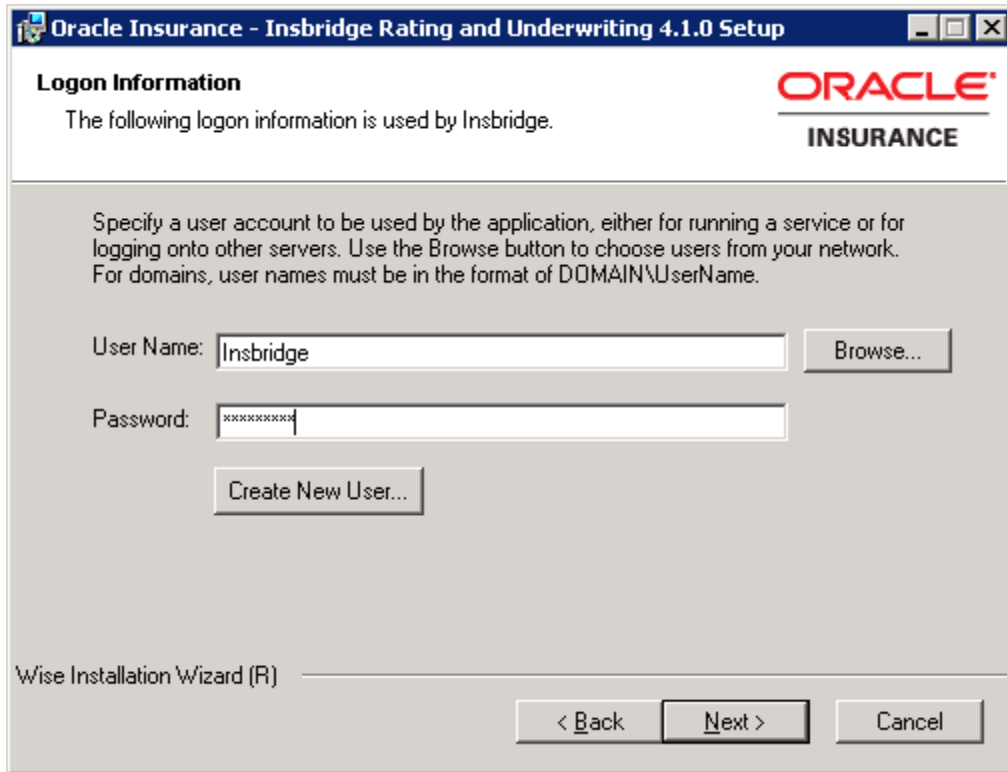 Oracle Insurance - Insbridge Rating and Underwriting 4.1.0 Setup
Logon Information
The following logon information is used by Insbridge.
ORACLE
INSURANCE
Specify a user account to be used by the application, either for running a service or for
logging onto other servers. Use the Browse button to choose users from your network.
For domains, user names must be in the format of DOMAIN\UserName.
User Name: Insbridge Browse...
Password: ×××××××××
Create New User...
Wise Installation Wizard (R)
< Back Next > Cancel